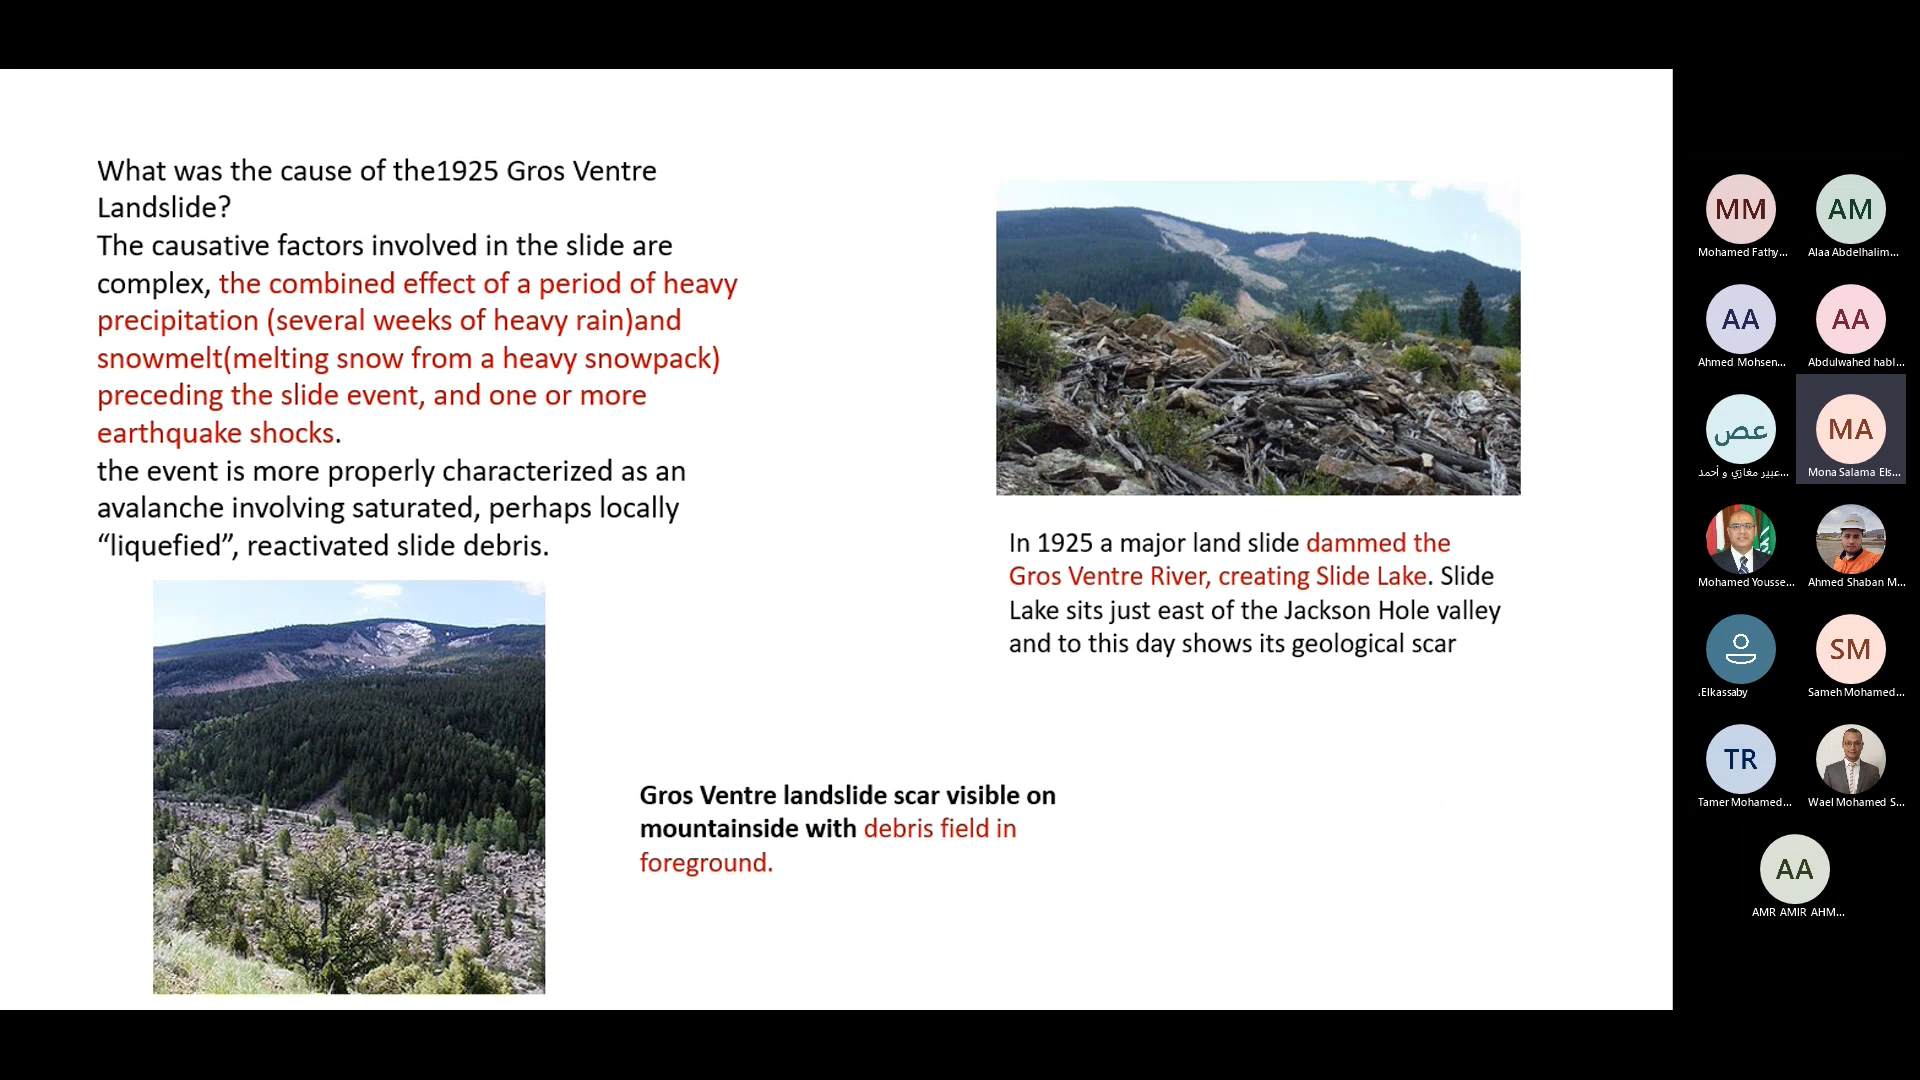 What was the cause of the1925 Gros Ventre
Landslide?
The causative factors involved in the slide are
complex, the combined effect of a period of heavy
precipitation (several weeks of heavy rain)and
snowmelt(melting snow from a heavy snowpack)
preceding the slide event, and one or more
earthquake shocks.
the event is more properly characterized as an
avalanche involving saturated, perhaps locally
“liquefied”, reactivated slide debris.
In 1925 a major land slide dammed the
Gros Ventre River, creating Slide Lake. Slide
Lake sits just east of the Jackson Hole valley
and to this day shows its geological scar
Gros Ventre landslide scar visible on
mountainside with debris field in
foreground.
MM
Mohamed Fathy...
AM
Alaa Abdelhalim...
AA
Ahmed Mohsen...
AA
Abdulwahed habl...
عص
عبير مغازي و أحمد...
MA
Mona Salama Els...
Mohamed Yousse...
Ahmed Shaban M...
.Elkassaby
SM
Sameh Mohamed...
TR
Tamer Mohamed...
Wael Mohamed S...
AA
AMR AMIR AHM...